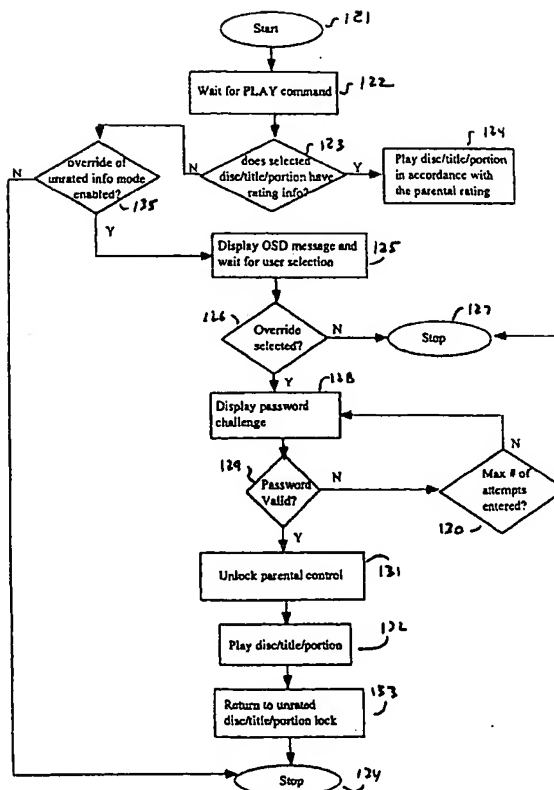 Start
121
Wait for PLAY command
122
override of
unrated info mode
enabled?
N
135
Y
N
123
does selected
disc/title/portion have
rating info?
Y
124
Play disc/title/portion
in accordance with
the parental rating
Display OSD message and
wait for user selection
125
126
Override
selected?
N
127
Stop
Y
128
Display password
challenge
129
Password
Valid?
N
N
Max # of
attempts
entered?
130
Y
Unlock parental control
131
Play disc/title/portion
132
Return to unrated
disc/title/portion lock
133
Stop
134